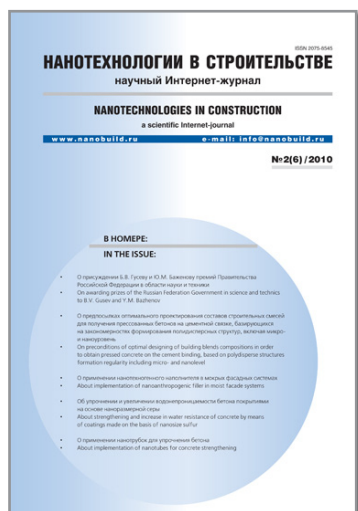 ISSN 2075-8545
НАНОТЕХНОЛОГИИ В СТРОИТЕЛЬСТВЕ
научный Интернет-журнал
NANOTECHNOLOGIES IN CONSTRUCTION
a scientific Internet-journal
www.nanobuild.ru e-mail: info@nanobuild.ru
№2(6)/2010
В НОМЕРЕ:
IN THE ISSUE:
• О присуждении Б.В. Гусеву и Ю.М. Баженову премий Правительства
Российской Федерации в области науки и техники
• On awarding prizes of the Russian Federation Government in science and technics
to B.V. Gusev and Y.M. Bazhenov
• О предпосылках оптимального проектирования составов строительных смесей
для получения прессованных бетонов на цементной связке, базирующихся
на закономерностях формирования полидисперсных структур, включая микро-
и наноуровень
• On preconditions of optimal designing of building blends compositions in order
to obtain pressed concrete on the cement binding, based on polydisperse structures
formation regularity including micro- and nanolevel
• О применении нанотехногенного наполнителя в мокрых фасадных системах
• About implementation of nanoanthropogenic filler in most facade systems
• Об упрочнении и увеличении водонепроницаемости бетона покрытиями
на основе наноразмерной серы
• About strengthening and increase in water resistance of concrete by means
of coatings made on the basis of nanosize sulfur
• О применении нанотрубок для упрочнения бетона
• About implementation of nanotubes for concrete strengthening